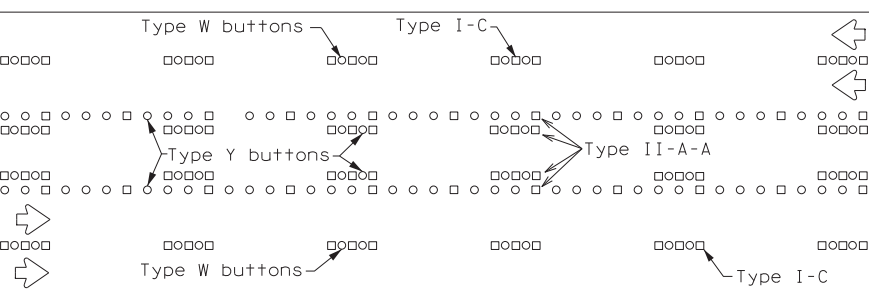 Type W buttons
Type I-C
Type Y buttons
Type II-A-A
Type W buttons
Type I-C